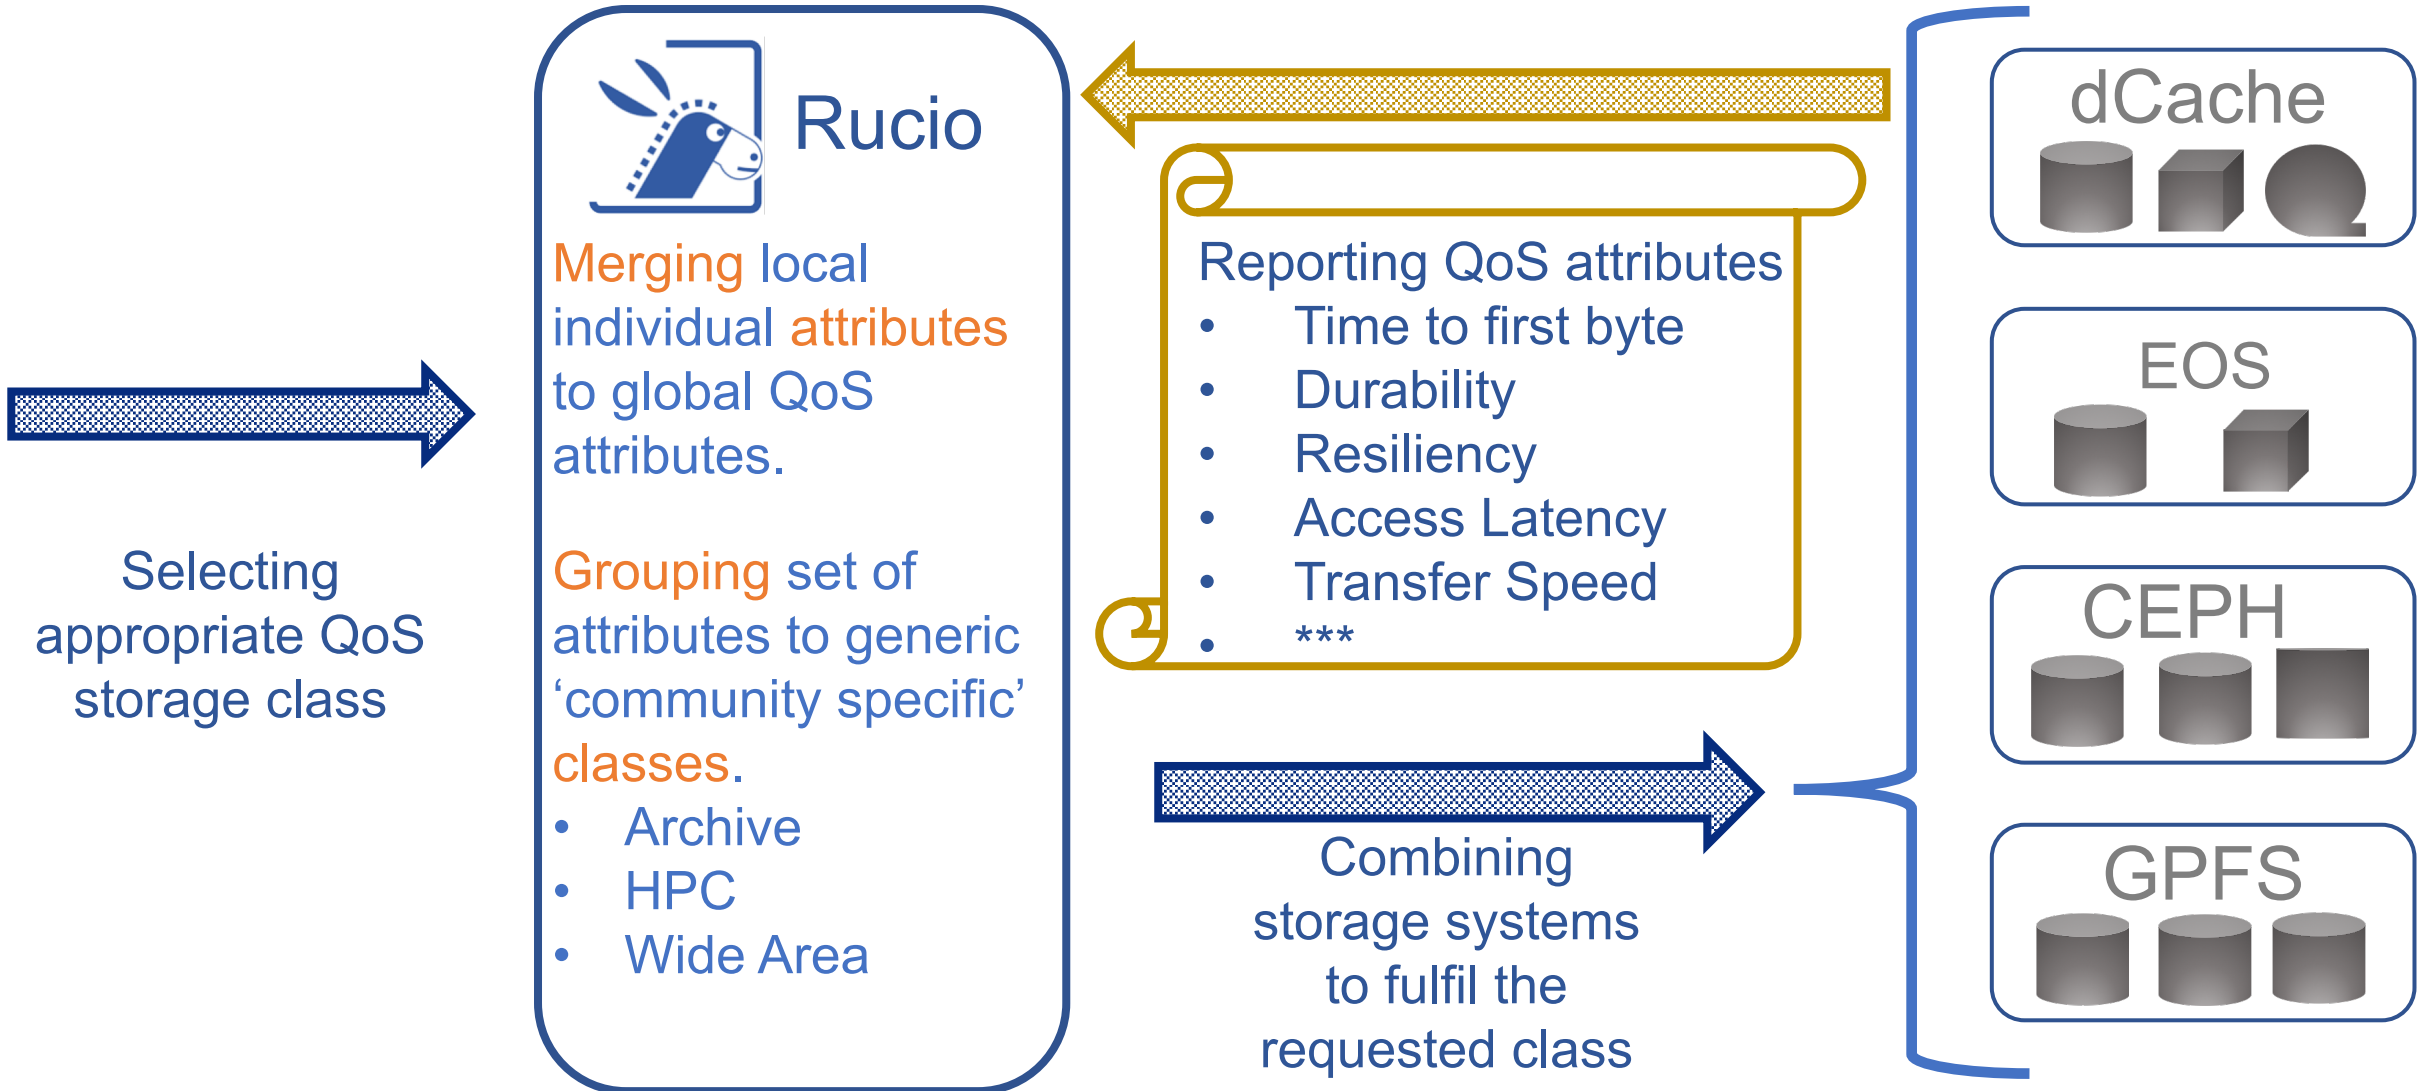 Selecting
appropriate QoS
storage class
Rucio
Merging local
individual attributes
to global QoS
attributes.
Grouping set of
attributes to generic
‘community specific’
classes.
• Archive
• HPC
• Wide Area
Reporting QoS attributes
• Time to first byte
• Durability
• Resiliency
• Access Latency
• Transfer Speed
• ***
Combining
storage systems
to fulfil the
requested class
dCache
EOS
CEPH
GPFS